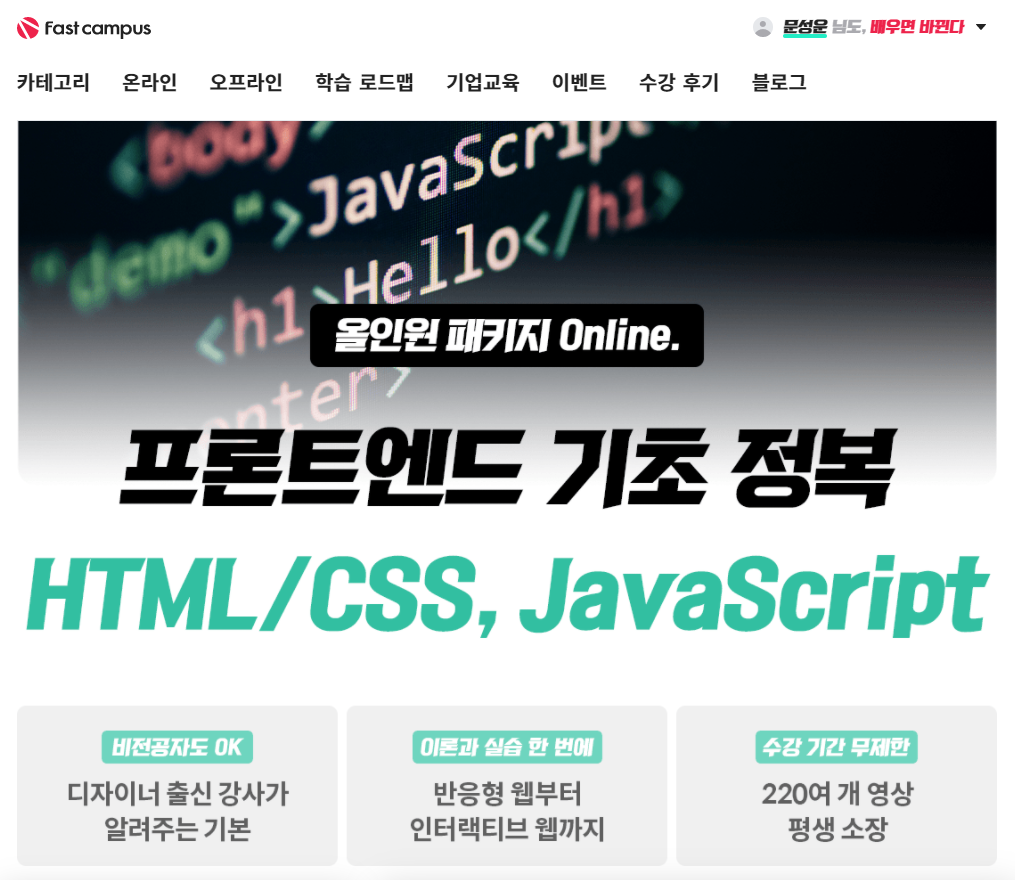 Fast campus
문성운 님도, 배우면 바뀐다
카테고리 온라인 오프라인 학습 로드맵 기업교육 이벤트 수강 후기 블로그
<body>
"demo">JavaScript
<h1>Hello</h1>
enter>
올인원 패키지 Online.
프론트엔드 기초 정복
HTML/CSS, JavaScript
비전공자도 OK
디자이너 출신 강사가
알려주는 기본
이론과 실습 한 번에
반응형 웹부터
인터랙티브 웹까지
수강 기간 무제한
220여 개 영상
평생 소장